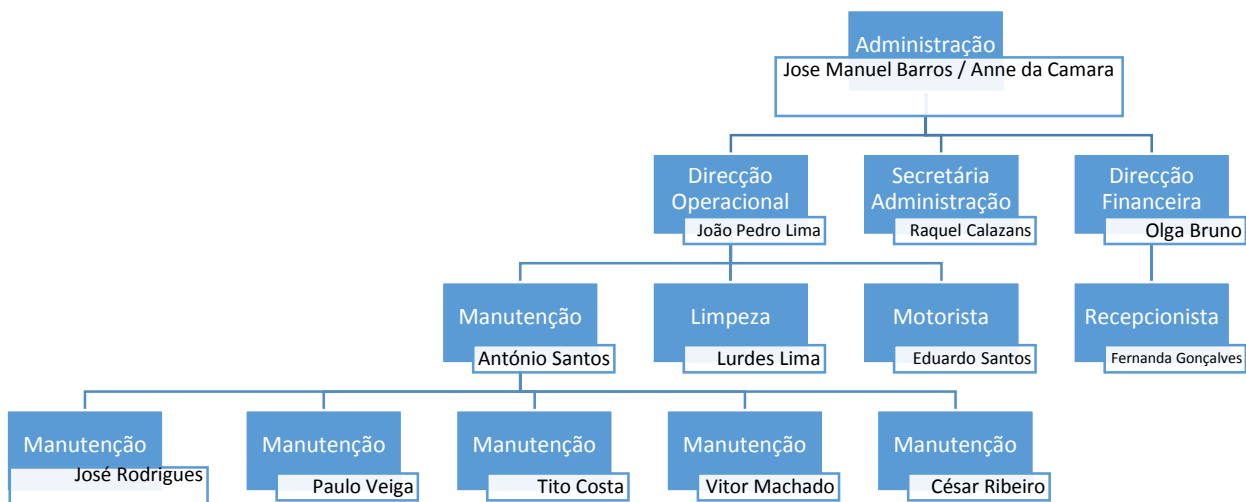 Administração
Jose Manuel Barros / Anne da Camara
Direcção
Operacional
João Pedro Lima
Secretária
Administração
Raquel Calazans
Direcção
Financeira
Olga Bruno
Manutenção
António Santos
Limpeza
Lurdes Lima
Motorista
Eduardo Santos
Recepcionista
Fernanda Gonçalves
Manutenção
José Rodrigues
Manutenção
Paulo Veiga
Manutenção
Tito Costa
Manutenção
Vitor Machado
Manutenção
César Ribeiro